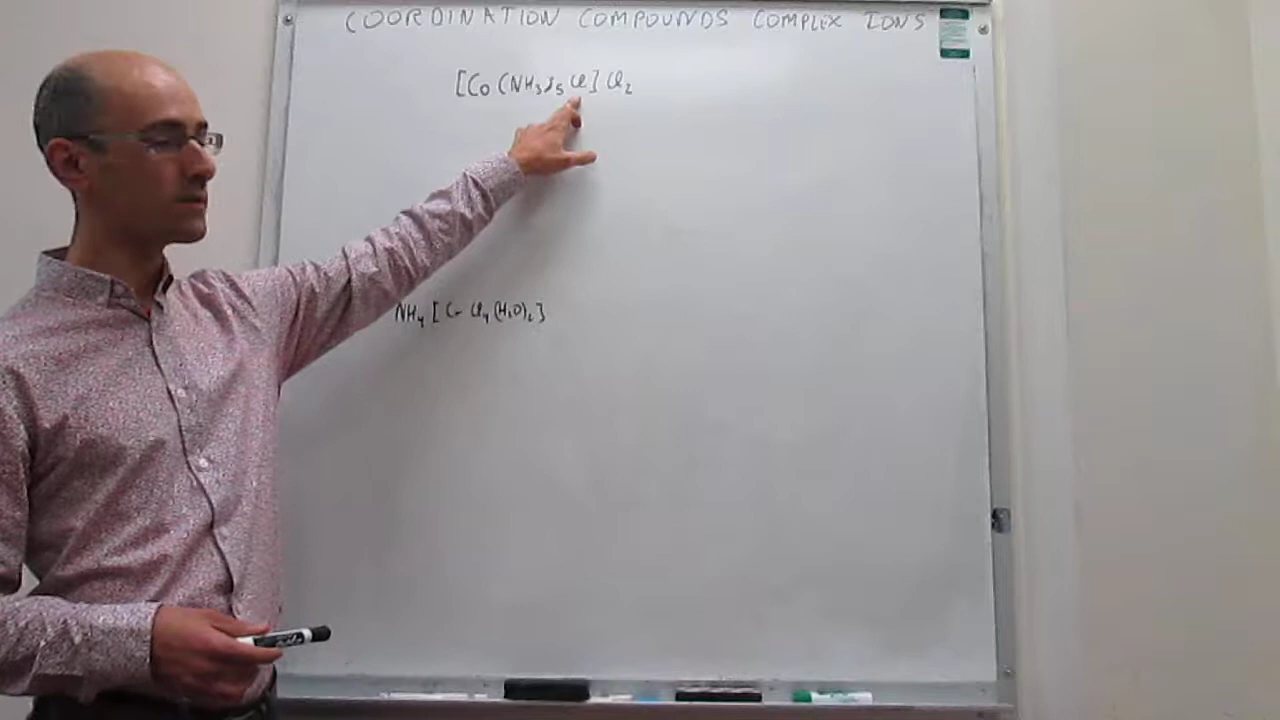 COORDINATION COMPOUNDS COMPLEX IONS
[Co(NH3)5Cl]Cl2
NH4[Cr Cl4(H2O)2]